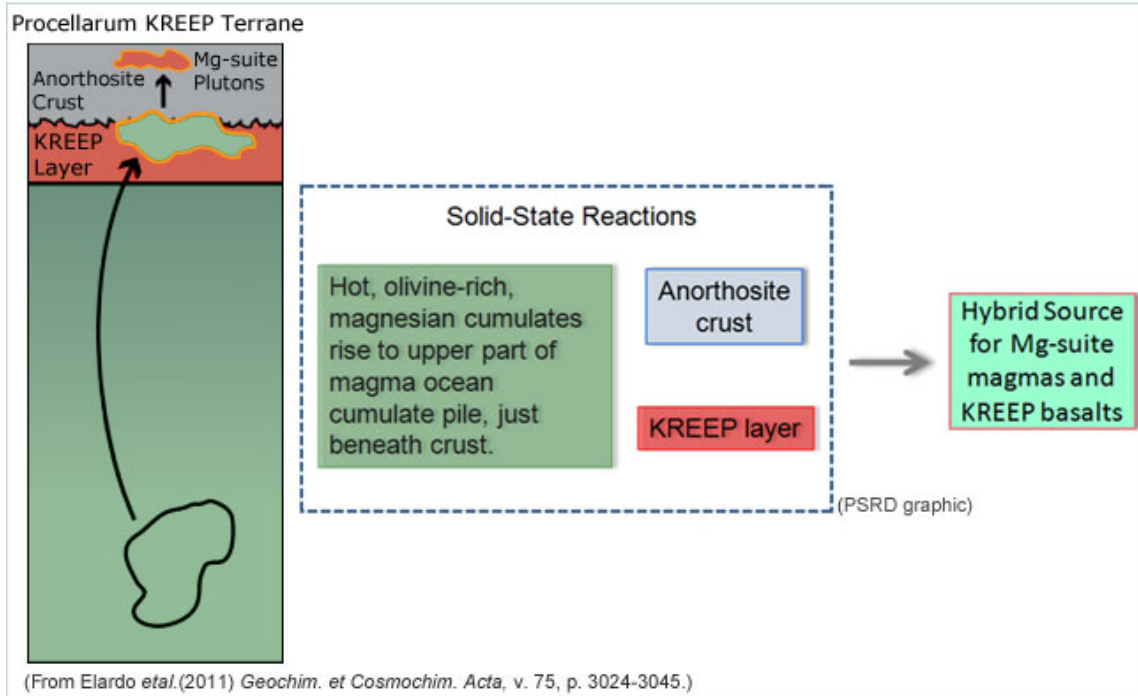 Procellarum KREEP Terrane
Mg-suite
Plutons
Anorthosite
Crust
KREEP
Layer
Solid-State Reactions
Hot, olivine-rich,
magnesian cumulates
rise to upper part of
magma ocean
cumulate pile, just
beneath crust.
Anorthosite
crust
KREEP layer
Hybrid Source
for Mg-suite
magmas and
KREEP basalts
(PSRD graphic)
(From Elardo etal.(2011) Geochim. et Cosmochim. Acta, v. 75, p. 3024-3045.)